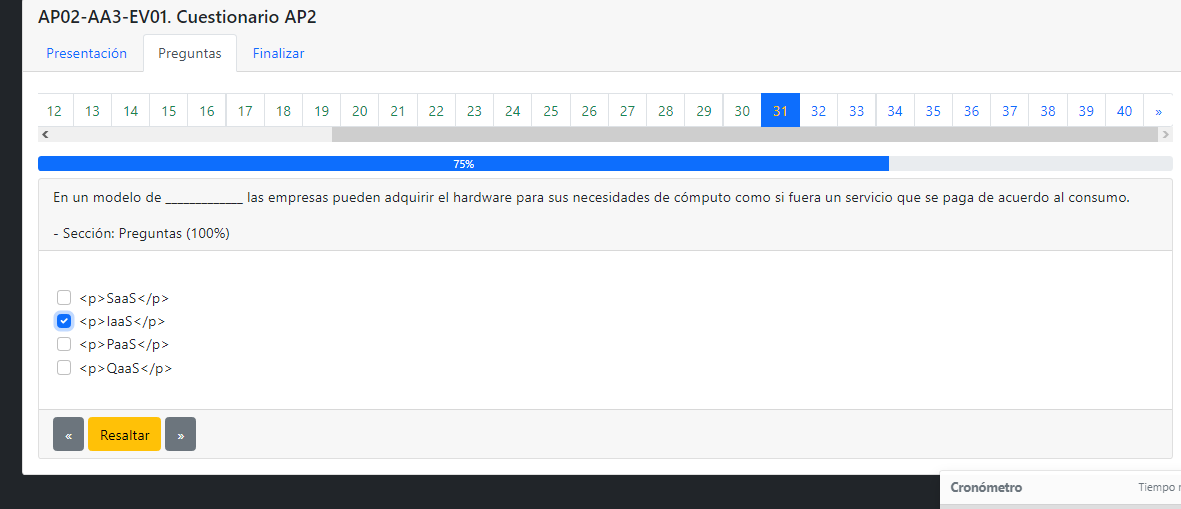 AP02-AA3-EV01. Cuestionario AP2
Presentación Preguntas Finalizar
12 13 14 15 16 17 18 19 20 21 22 23 24 25 26 27 28 29 30 31 32 33 34 35 36 37 38 39 40 »
75%
En un modelo de _____________ las empresas pueden adquirir el hardware para sus necesidades de cómputo como si fuera un servicio que se paga de acuerdo al consumo.
- Sección: Preguntas (100%)
<p>SaaS</p>
<p>IaaS</p>
<p>PaaS</p>
<p>QaaS</p>
« Resaltar »
Cronómetro Tiempo